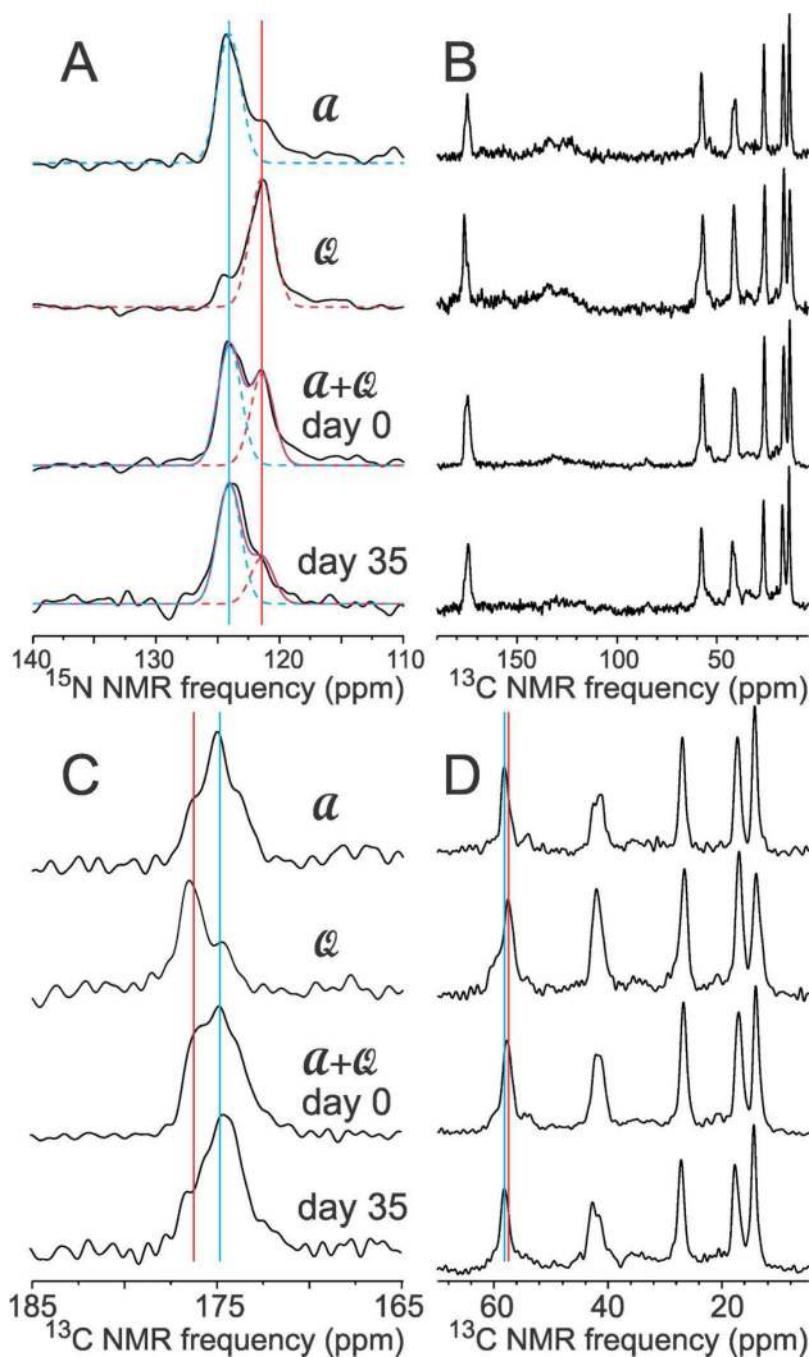 A
𝒶
𝒬
𝒶+𝒬
day 0
day 35
140 130 120 110
¹⁵N NMR frequency (ppm)
B
150 100 50
¹³C NMR frequency (ppm)
C
𝒶
𝒬
𝒶+𝒬
day 0
day 35
185 175 165
¹³C NMR frequency (ppm)
D
60 40 20
¹³C NMR frequency (ppm)